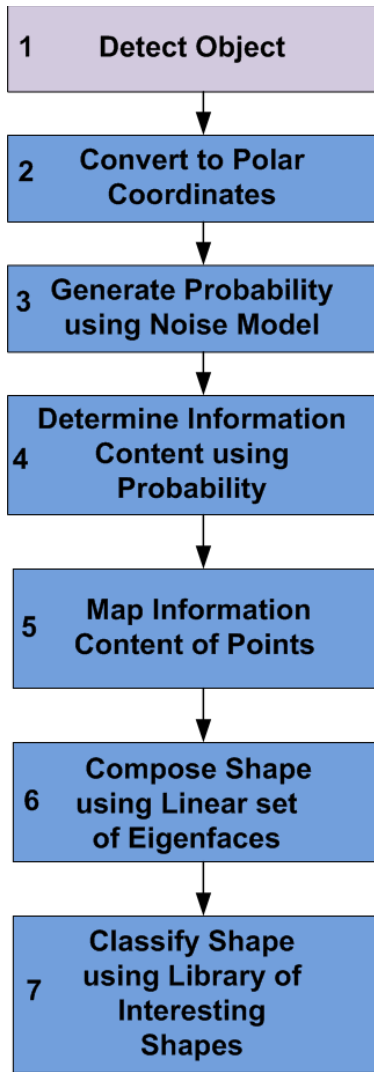 1 Detect Object
2 Convert to Polar
Coordinates
3 Generate Probability
using Noise Model
Determine Information
4 Content using
Probability
5 Map Information
Content of Points
Compose Shape
6 using Linear set
of Eigenfaces
Classify Shape
using Library of
7 Interesting
Shapes